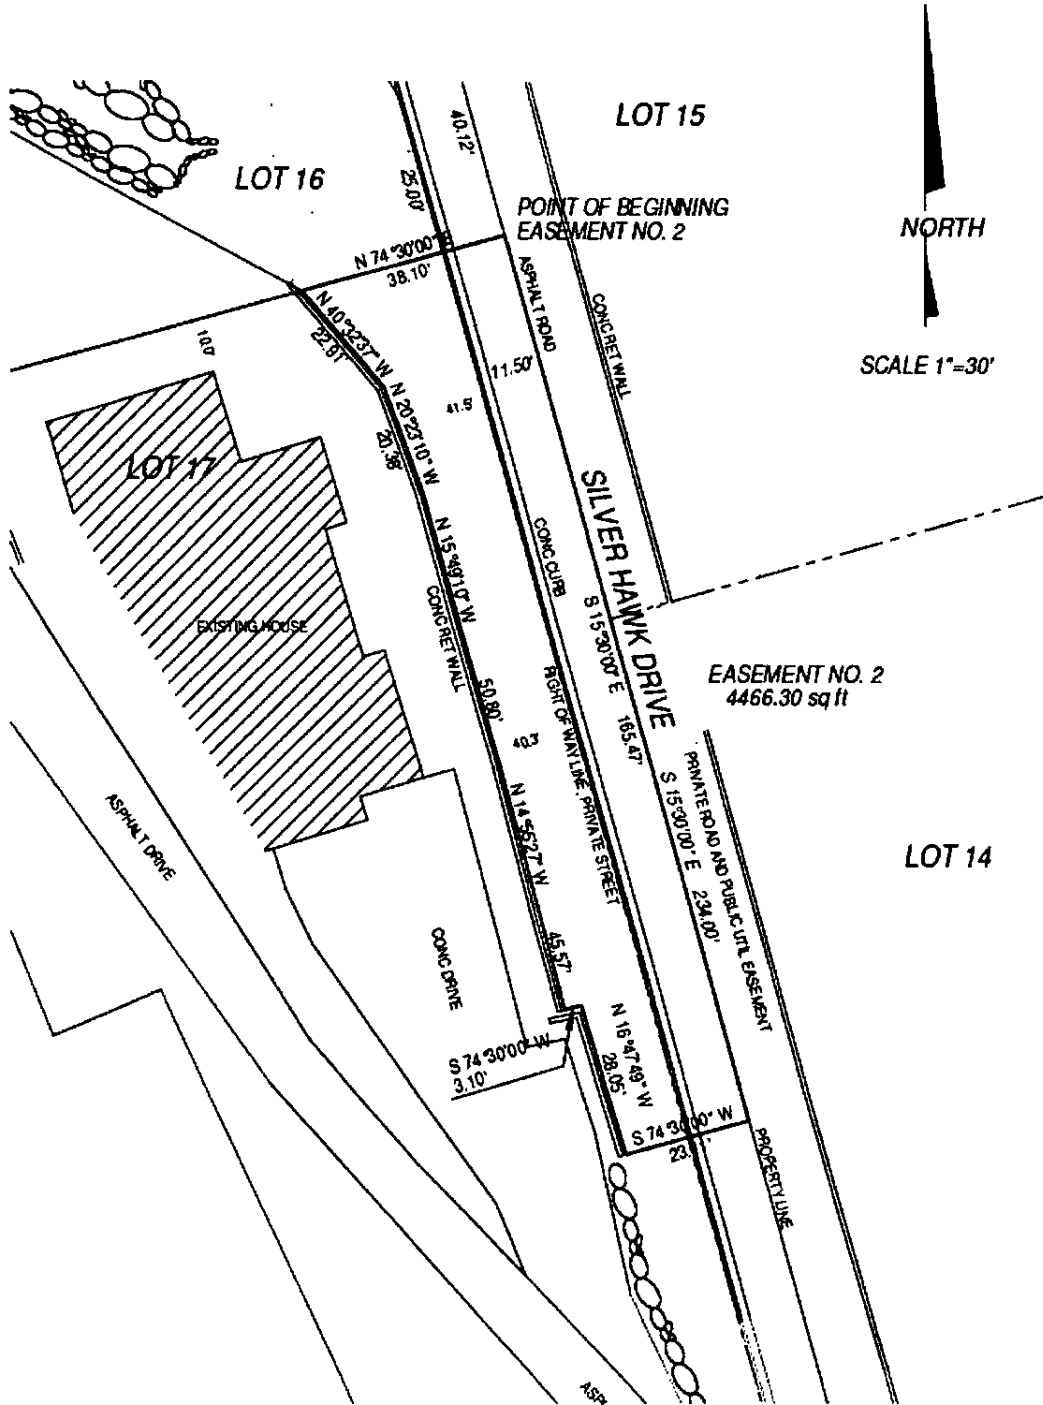 LOT 15
40.12'
LOT 16
25.00'
POINT OF BEGINNING
EASEMENT NO. 2
NORTH
N 74°30'00"
38.10'
ASPHALT ROAD
CONCRET WALL
SCALE 1"=30'
N 40°32'37" W
22.91'
10.0'
11.50'
41.5'
N 20°23'10" W
20.38'
LOT 17
SILVER HAWK DRIVE
N 15°49'10" W
50.80'
CONC CURB
CONCRET WALL
EXISTING HOUSE
S 15°30'00" E 165.47'
EASEMENT NO. 2
4466.30 sq ft
RIGHT OF WAY LINE, PRIVATE STREET
40.3'
PRIVATE ROAD AND PUBLIC UTIL EASEMENT
S 15°30'00" E 234.00'
ASPHALT DRIVE
N 14°55'27" W
45.57'
LOT 14
CONC DRIVE
N 16°47'49" W
28.05'
S 74°30'00" W
3.10'
S 74°30'00" W
23.
PROPERTY LINE
ASP